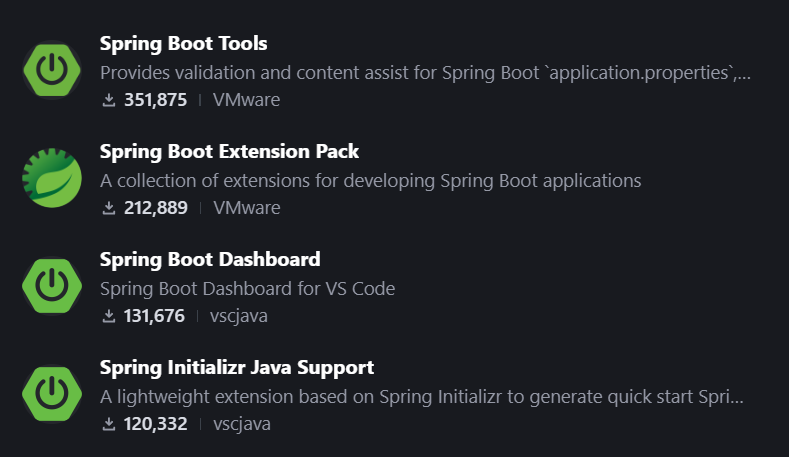 Spring Boot Tools
Provides validation and content assist for Spring Boot `application.properties`,...
351,875 | VMware
Spring Boot Extension Pack
A collection of extensions for developing Spring Boot applications
212,889 | VMware
Spring Boot Dashboard
Spring Boot Dashboard for VS Code
131,676 | vscjava
Spring Initializr Java Support
A lightweight extension based on Spring Initializr to generate quick start Spri...
120,332 | vscjava